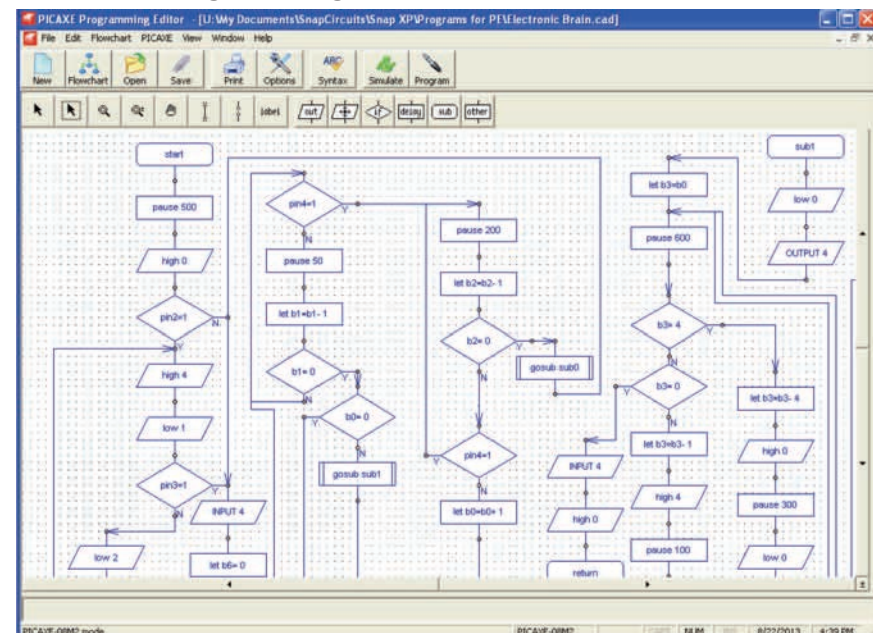 PICAXE Programming Editor - [U:\My Documents\SnapCircuits\Snap XP\Programs for PE\Electronic Brain.cad]
File Edit Flowchart PICAXE View Window Help
New Flowchart Open Save Print Options Syntax Simulate Program
ABC
label out if delay sub other
start
pause 500
high 0
pin2=1
N
Y
high 4
low 1
pin3=1
Y
N
low 2
INPUT 4
let b6= 0
pin4=1
Y
N
pause 50
let b1=b1- 1
b1= 0
Y
N
b0= 0
Y
N
gosub sub1
pause 200
let b2=b2- 1
b2= 0
Y
N
gosub sub0
pin4=1
Y
N
let b0=b0+ 1
let b3=b0
pause 600
b3= 4
Y
N
b3= 0
Y
N
INPUT 4
high 0
return
let b3=b3- 1
high 4
pause 100
let b3=b3- 4
high 0
pause 300
low 0
sub1
low 0
OUTPUT 4
PICAXE-08M2 mode PICAXE-08M2 CAPS NUM INS 8/22/2013 4:39 PM